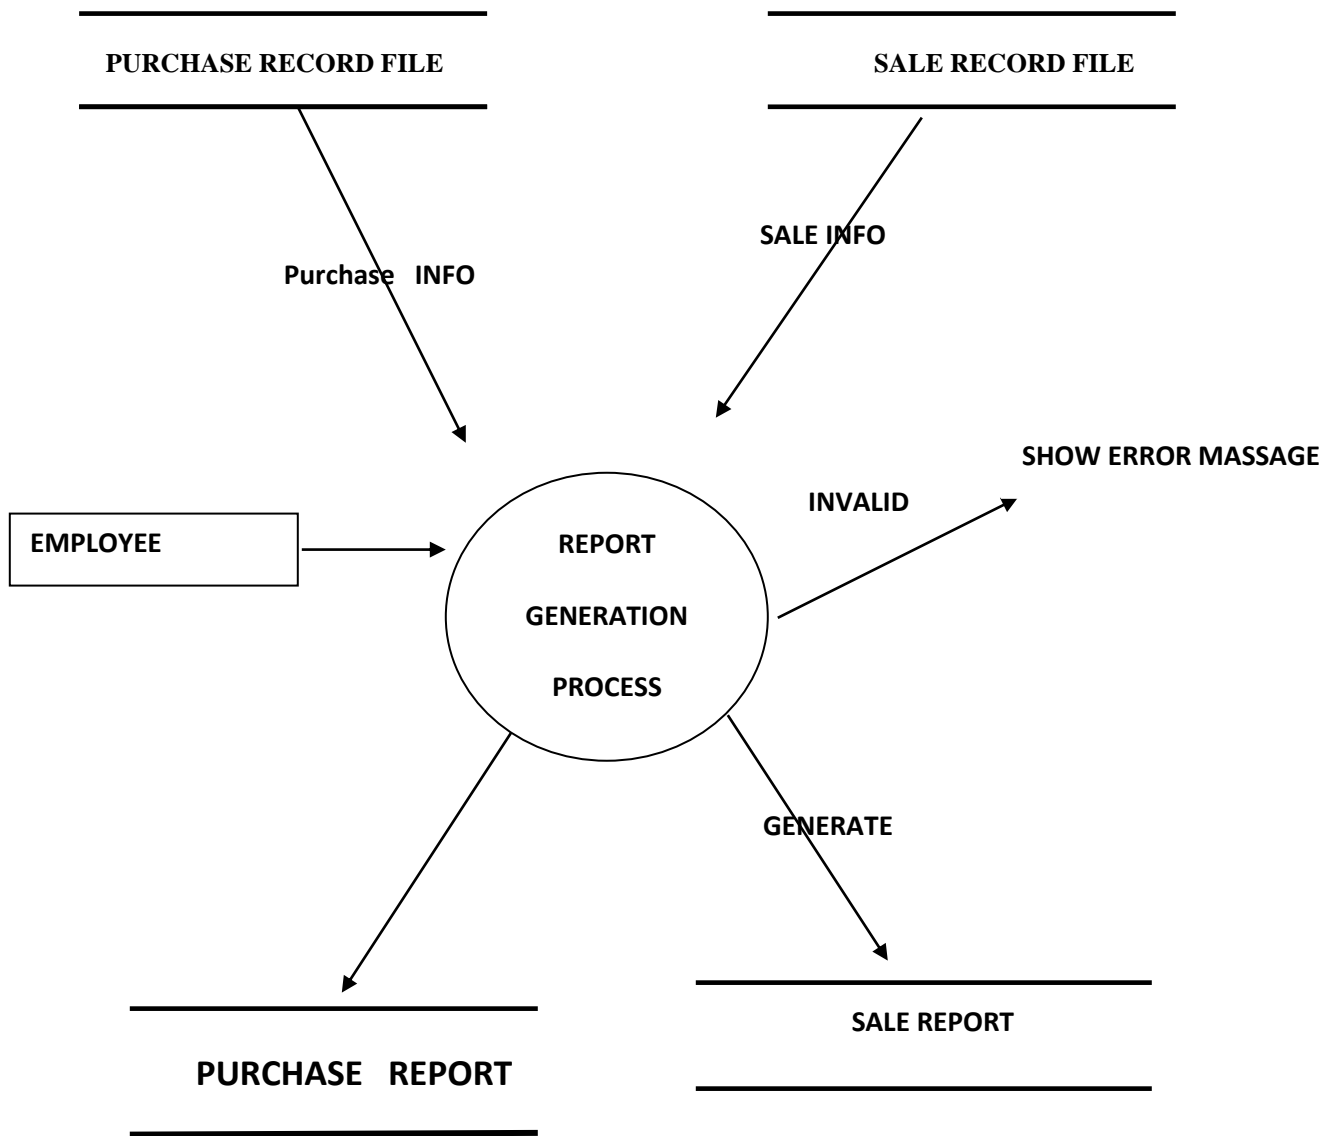 PURCHASE RECORD FILE
SALE RECORD FILE
SALE INFO
Purchase INFO
SHOW ERROR MASSAGE
INVALID
EMPLOYEE
REPORT
GENERATION
PROCESS
GENERATE
SALE REPORT
PURCHASE REPORT